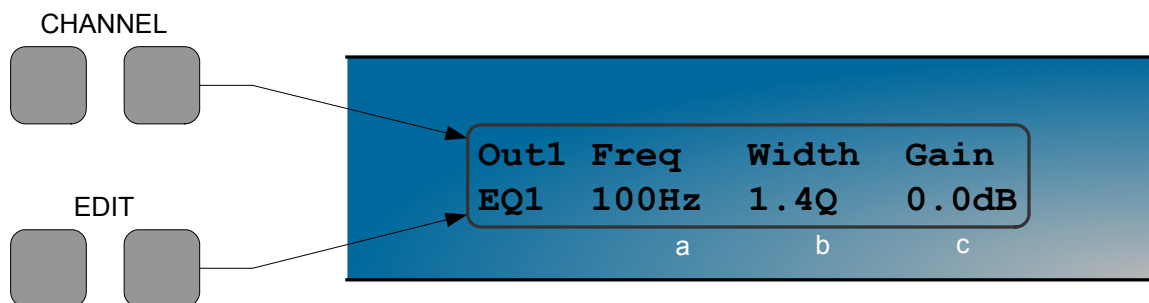 CHANNEL
Out1 Freq Width Gain
EQ1 100Hz 1.4Q 0.0dB
EDIT
a b c